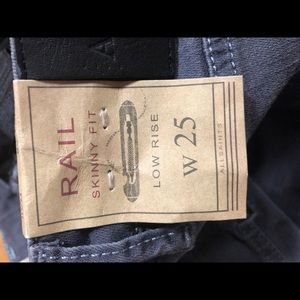 RAIL
SKINNY FIT
LOW RISE
W 25
ALLSAINTS